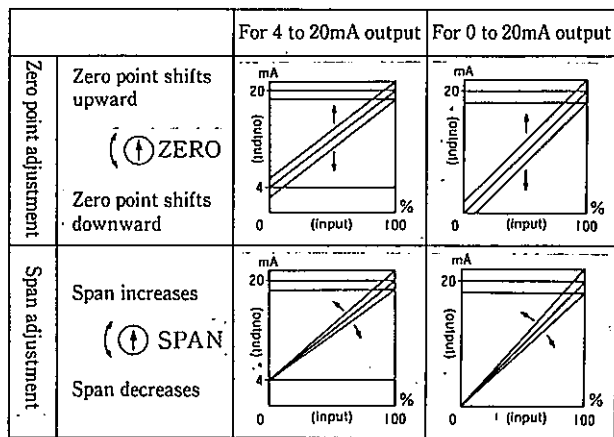 For 4 to 20mA output
For 0 to 20mA output
Zero point adjustment
Zero point shifts
upward
ZERO
Zero point shifts
downward
mA
20
(output)
4
0
(input)
100
%
mA
20
(output)
0
(input)
100
%
Span adjustment
Span increases
SPAN
Span decreases
mA
20
(output)
4
0
(input)
100
%
mA
20
(output)
0
(input)
100
%